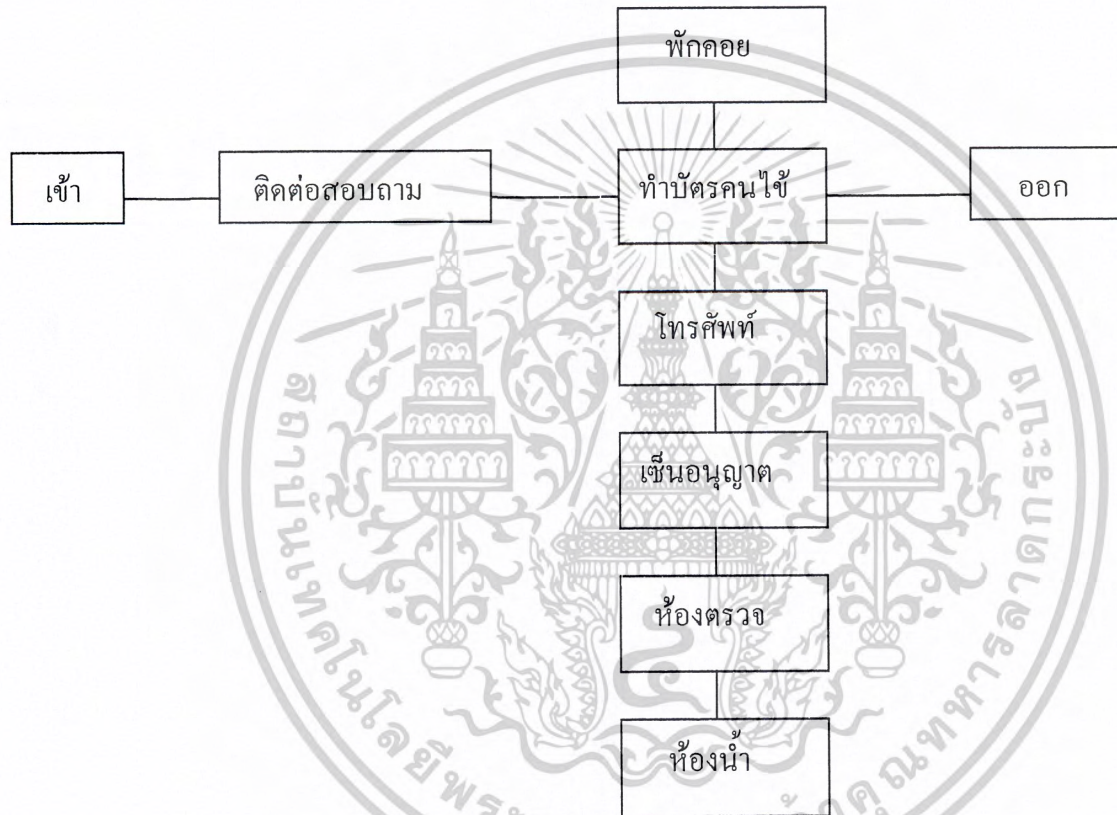 พักคอย
เข้า
ติดต่อสอบถาม
ทำบัตรคนไข้
ออก
โทรศัพท์
เซ็นอนุญาต
ห้องตรวจ
ห้องน้ำ